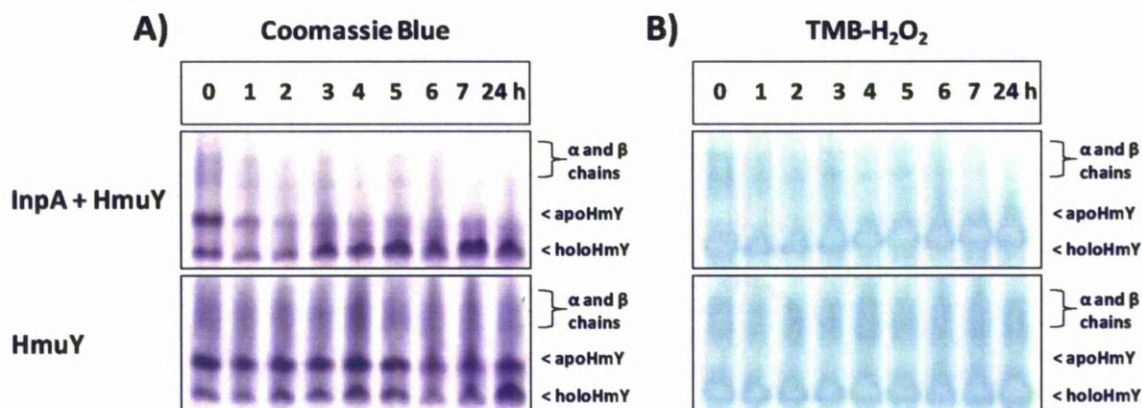 A) Coomassie Blue
B) TMB-H₂O₂
0 1 2 3 4 5 6 7 24 h
0 1 2 3 4 5 6 7 24 h
InpA + HmuY
α and β
chains
< apoHmY
< holoHmY
α and β
chains
< apoHmY
< holoHmY
HmuY
α and β
chains
< apoHmY
< holoHmY
α and β
chains
< apoHmY
< holoHmY